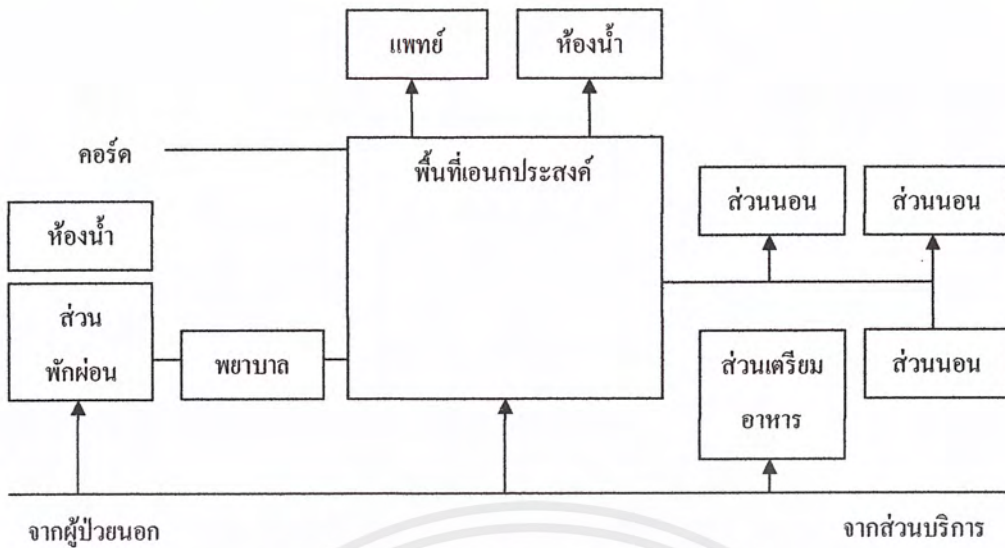 แพทย์
ห้องน้ำ
คอร์ด
พื้นที่เอนกประสงค์
ส่วนนอน
ส่วนนอน
ห้องน้ำ
ส่วน
พักผ่อน
พยาบาล
ส่วนเตรียม
อาหาร
ส่วนนอน
จากผู้ป่วยนอก
จากส่วนบริการ